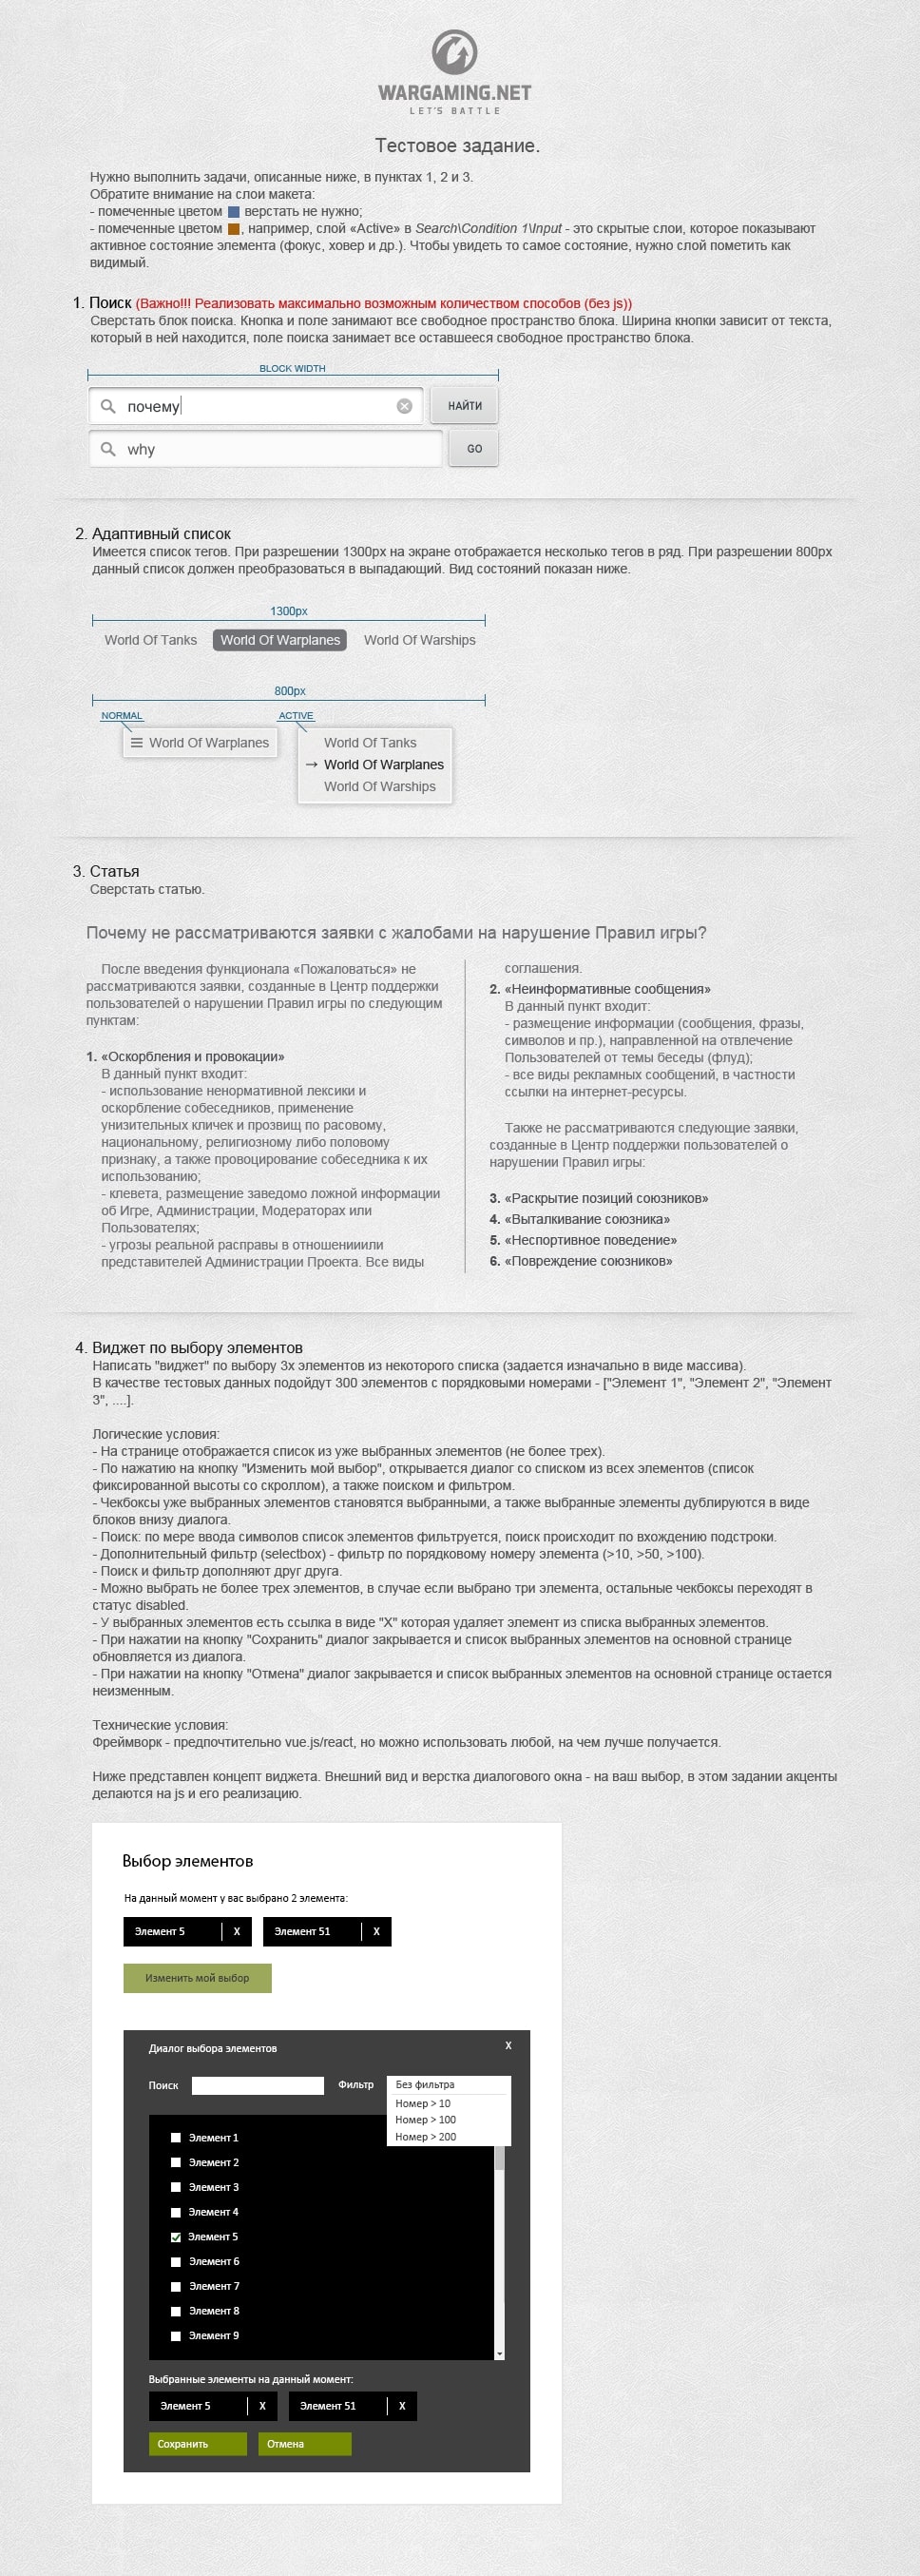 WARGAMING.NET
LET'S BATTLE
Тестовое задание.
Нужно выполнить задачи, описанные ниже, в пунктах 1, 2 и 3.
Обратите внимание на слои макета:
- помеченные цветом верстать не нужно;
- помеченные цветом , например, слой «Active» в Search\Condition 1\Input - это скрытые слои, которое показывают
активное состояние элемента (фокус, ховер и др.). Чтобы увидеть то самое состояние, нужно слой пометить как
видимый.
1. Поиск (Важно!!! Реализовать максимально возможным количеством способов (без js))
Сверстать блок поиска. Кнопка и поле занимают все свободное пространство блока. Ширина кнопки зависит от текста,
который в ней находится, поле поиска занимает все оставшееся свободное пространство блока.
BLOCK WIDTH
почему
НАЙТИ
why
GO
2. Адаптивный список
Имеется список тегов. При разрешении 1300px на экране отображается несколько тегов в ряд. При разрешении 800px
данный список должен преобразоваться в выпадающий. Вид состояний показан ниже.
1300px
World Of Tanks World Of Warplanes World Of Warships
800px
NORMAL ACTIVE
World Of Warplanes
World Of Tanks
→ World Of Warplanes
World Of Warships
3. Статья
Сверстать статью.
Почему не рассматриваются заявки с жалобами на нарушение Правил игры?
После введения функционала «Пожаловаться» не
рассматриваются заявки, созданные в Центр поддержки
пользователей о нарушении Правил игры по следующим
пунктам:
1. «Оскорбления и провокации»
В данный пункт входит:
- использование ненормативной лексики и
оскорбление собеседников, применение
унизительных кличек и прозвищ по расовому,
национальному, религиозному либо половому
признаку, а также провоцирование собеседника к их
использованию;
- клевета, размещение заведомо ложной информации
об Игре, Администрации, Модераторах или
Пользователях;
- угрозы реальной расправы в отношенииили
представителей Администрации Проекта. Все виды
соглашения.
2. «Неинформативные сообщения»
В данный пункт входит:
- размещение информации (сообщения, фразы,
символов и пр.), направленной на отвлечение
Пользователей от темы беседы (флуд);
- все виды рекламных сообщений, в частности
ссылки на интернет-ресурсы.
Также не рассматриваются следующие заявки,
созданные в Центр поддержки пользователей о
нарушении Правил игры:
3. «Раскрытие позиций союзников»
4. «Выталкивание союзника»
5. «Неспортивное поведение»
6. «Повреждение союзников»
4. Виджет по выбору элементов
Написать "виджет" по выбору 3х элементов из некоторого списка (задается изначально в виде массива).
В качестве тестовых данных подойдут 300 элементов с порядковыми номерами - ["Элемент 1", "Элемент 2", "Элемент
3", ....].
Логические условия:
- На странице отображается список из уже выбранных элементов (не более трех).
- По нажатию на кнопку "Изменить мой выбор", открывается диалог со списком из всех элементов (список
фиксированной высоты со скроллом), а также поиском и фильтром.
- Чекбоксы уже выбранных элементов становятся выбранными, а также выбранные элементы дублируются в виде
блоков внизу диалога.
- Поиск: по мере ввода символов список элементов фильтруется, поиск происходит по вхождению подстроки.
- Дополнительный фильтр (selectbox) - фильтр по порядковому номеру элемента (>10, >50, >100).
- Поиск и фильтр дополняют друг друга.
- Можно выбрать не более трех элементов, в случае если выбрано три элемента, остальные чекбоксы переходят в
статус disabled.
- У выбранных элементов есть ссылка в виде "X" которая удаляет элемент из списка выбранных элементов.
- При нажатии на кнопку "Сохранить" диалог закрывается и список выбранных элементов на основной странице
обновляется из диалога.
- При нажатии на кнопку "Отмена" диалог закрывается и список выбранных элементов на основной странице остается
неизменным.
Технические условия:
Фреймворк - предпочтительно vue.js/react, но можно использовать любой, на чем лучше получается.
Ниже представлен концепт виджета. Внешний вид и верстка диалогового окна - на ваш выбор, в этом задании акценты
делаются на js и его реализацию.
Выбор элементов
На данный момент у вас выбрано 2 элемента:
Элемент 5 X Элемент 51 X
Изменить мой выбор
Диалог выбора элементов X
Поиск Фильтр Без фильтра
Номер > 10
Номер > 100
Номер > 200
Элемент 1
Элемент 2
Элемент 3
Элемент 4
Элемент 5
Элемент 6
Элемент 7
Элемент 8
Элемент 9
Выбранные элементы на данный момент:
Элемент 5 X Элемент 51 X
Сохранить Отмена